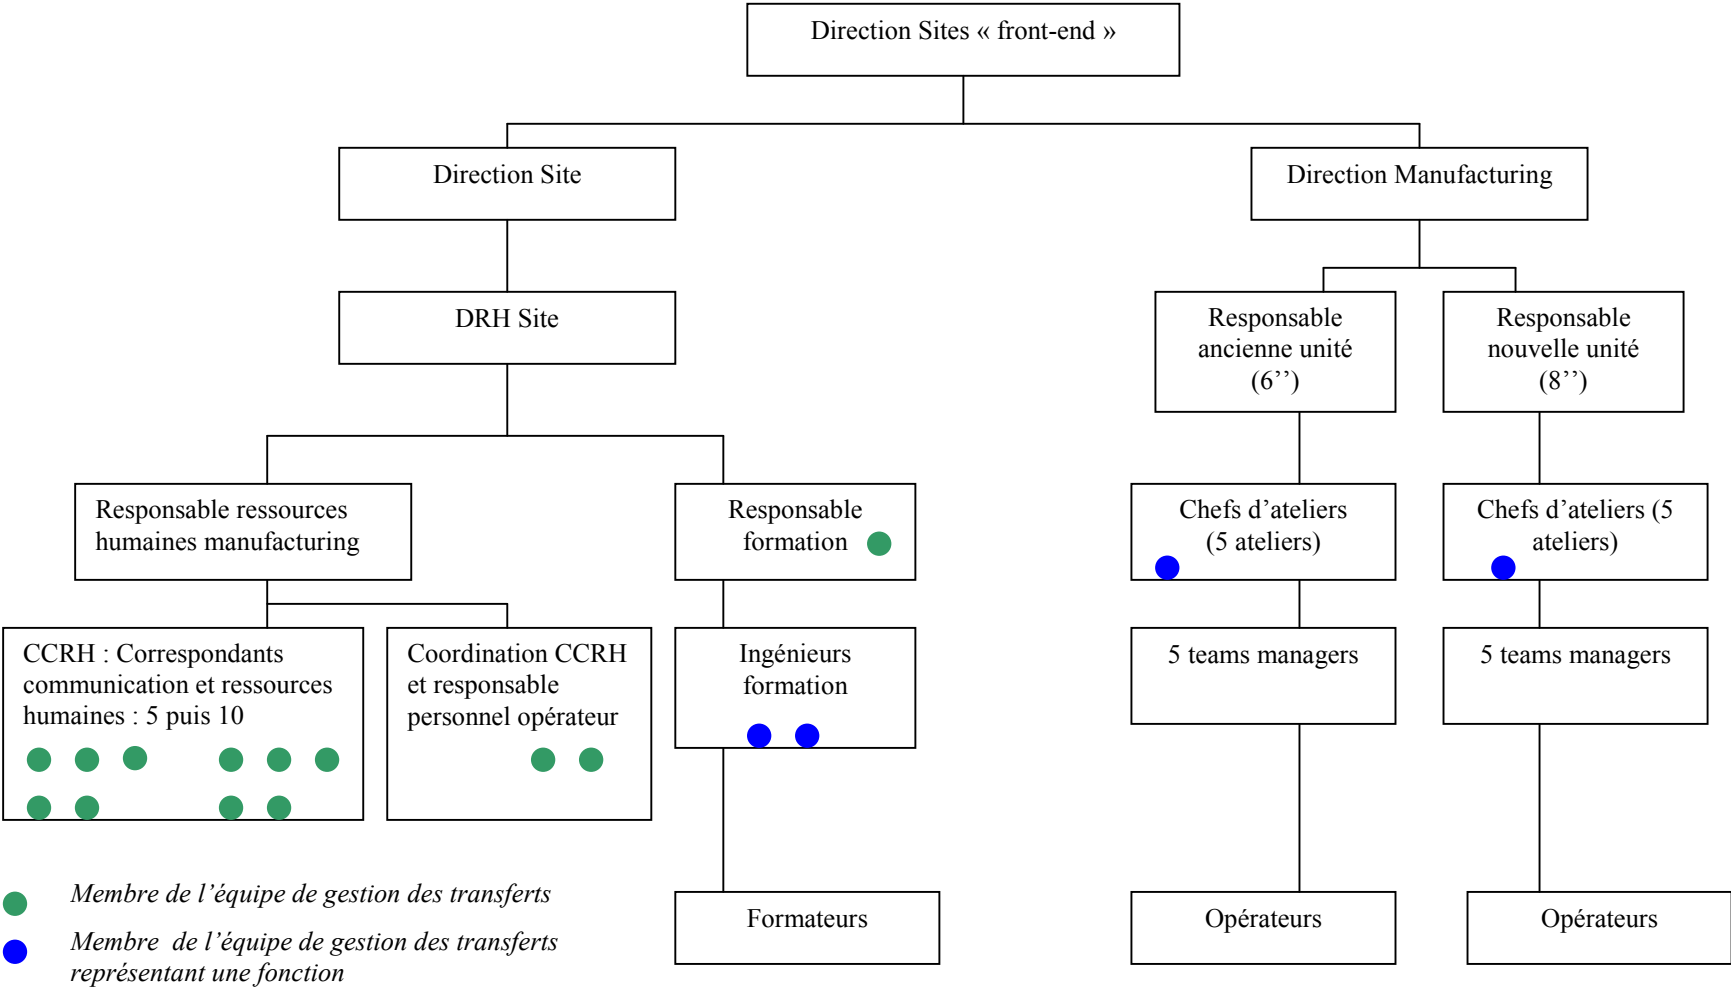 Direction Sites « front-end »
Direction Site
Direction Manufacturing
DRH Site
Responsable
ancienne unité
(6’’)
Responsable
nouvelle unité
(8’’)
Responsable ressources
humaines manufacturing
Responsable
formation
Chefs d’ateliers
(5 ateliers)
Chefs d’ateliers (5
ateliers)
CCRH : Correspondants
communication et ressources
humaines : 5 puis 10
Coordination CCRH
et responsable
personnel opérateur
Ingénieurs
formation
5 teams managers
5 teams managers
Formateurs
Opérateurs
Opérateurs
Membre de l’équipe de gestion des transferts
Membre de l’équipe de gestion des transferts
représentant une fonction